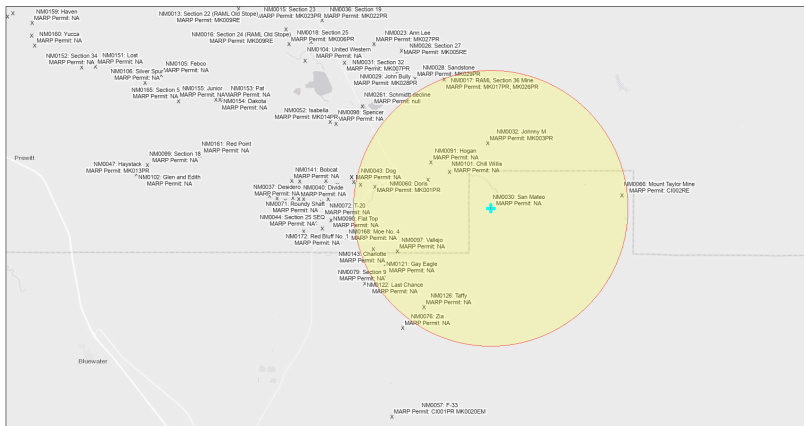 NM0159: Haven
MARP Permit: NA
NM0013: Section 22 (RAML Old Stope)
MARP Permit: MK009RE
NM0015: Section 23
MARP Permit: MK023PR
NM0036: Section 19
MARP Permit: MK022PR
NM0160: Yucca
MARP Permit: NA
NM0016: Section 24 (RAML Old Stope)
MARP Permit: MK009RE
NM0018: Section 25
MARP Permit: MK006PR
NM0023: Ann Lee
MARP Permit: MK027PR
NM0026: Section 27
MARP Permit: MK005RE
NM0104: United Western
MARP Permit: NA
NM0152: Section 34
MARP Permit: NA
NM0151: Lost
MARP Permit: NA
NM0105: Febco
MARP Permit: NA
NM0031: Section 32
MARP Permit: MK007PR
NM0028: Sandstone
MARP Permit: MK029PR
NM0106: Silver Spur
MARP Permit: NA
NM0029: John Bully
MARP Permit: MK028PR
NM0017: RAML Section 36 Mine
MARP Permit: MK017PR, MK026PR
NM0165: Section 5
MARP Permit: NA
NM0155: Junior
MARP Permit: NA
NM0153: Pat
MARP Permit: NA
NM0154: Dakota
MARP Permit: NA
NM0261: Schmidt decline
MARP Permit: null
NM0052: Isabella
MARP Permit: MK014PR
NM0098: Spencer
MARP Permit: NA
NM0032: Johnny M
MARP Permit: MK003PR
NM0161: Red Point
MARP Permit: NA
NM0099: Section 18
MARP Permit: NA
NM0091: Hogan
MARP Permit: NA
Prewitt
NM0047: Haystack
MARP Permit: MK013PR
NM0101: Chill Willis
MARP Permit: NA
NM0141: Bobcat
MARP Permit: NA
NM0043: Dog
MARP Permit: NA
NM0102: Glen and Edith
MARP Permit: NA
NM0060: Doris
MARP Permit: MK001PR
NM0037: Desidero
MARP Permit: NA
NM0040: Divide
MARP Permit: NA
NM0068: Mount Taylor Mine
MARP Permit: CI002RE
NM0030: San Mateo
MARP Permit: NA
NM0071: Roundy Shaft
MARP Permit: NA
NM0072: T-20
MARP Permit: NA
NM0044: Section 25 SEQ
MARP Permit: NA
Flat Top
MARP Permit: NA
NM0172: Red Bluff No. 1
MARP Permit: NA
NM0168: Moe No. 4
MARP Permit: NA
NM0097: Vallejo
MARP Permit: NA
NM0143: Charlotte
MARP Permit: NA
NM0121: Gay Eagle
MARP Permit: NA
NM0079: Section 9
MARP Permit: NA
NM0122: Last Chance
MARP Permit: NA
NM0126: Taffy
MARP Permit: NA
NM0076: Zia
MARP Permit: NA
Bluewater
NM0057: F-33
MARP Permit: CI001PR MK0020EM